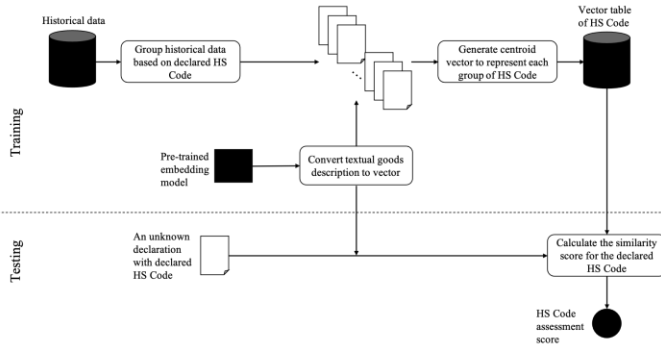 Historical data
Group historical data
based on declared HS
Code
Generate centroid
vector to represent each
group of HS Code
Vector table
of HS Code
Training
Pre-trained
embedding
model
Convert textual goods
description to vector
Testing
An unknown
declaration
with declared
HS Code
Calculate the similarity
score for the declared
HS Code
HS Code
assessment
score